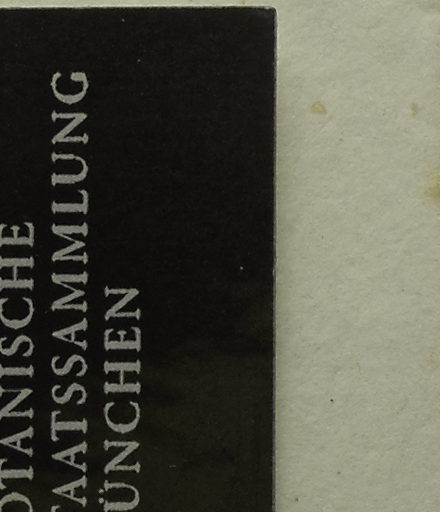 OTANISCHE
TAATSSAMMLUNG
ÜNCHEN